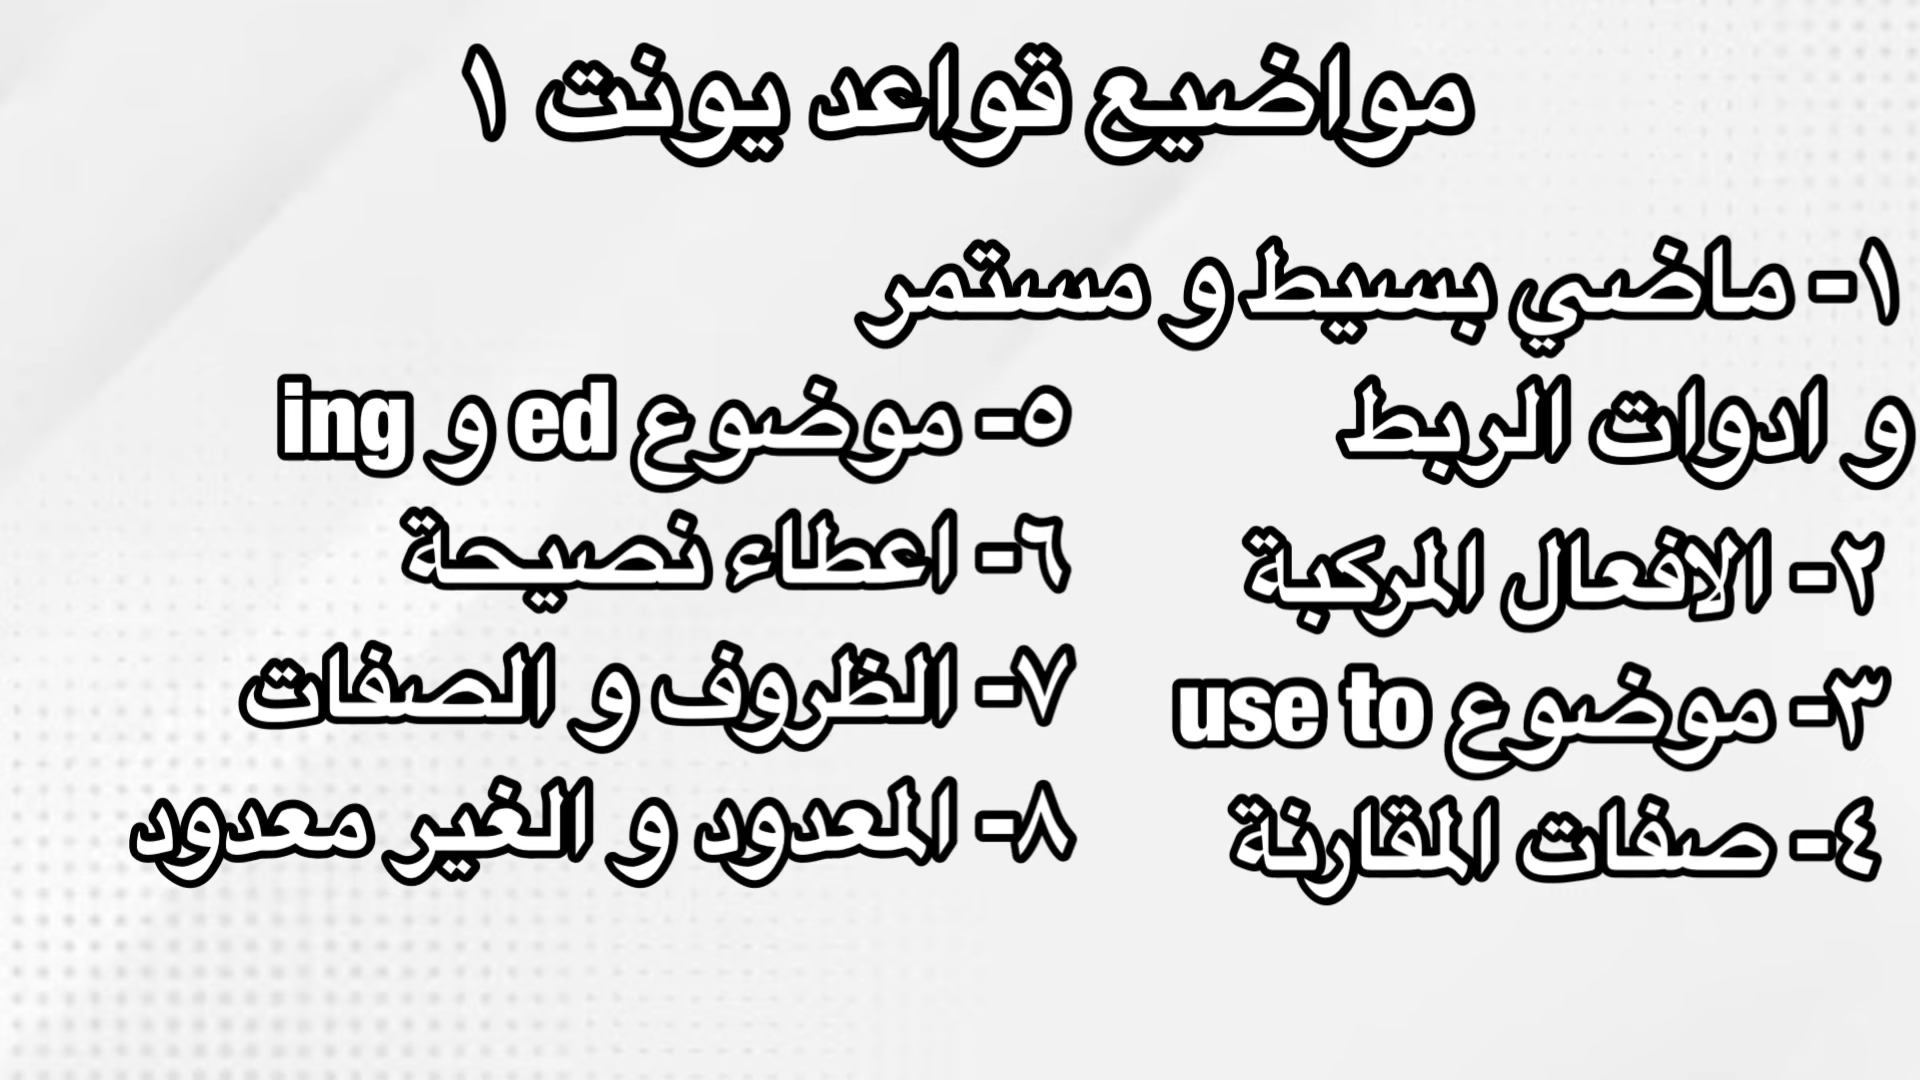 مواضيع قواعد يونت ١
١- ماضي بسيط و مستمر
و ادوات الربط
٢- الافعال المركبة
٣- موضوع use to
٤- صفات المقارنة
٥- موضوع ed و ing
٦- اعطاء نصيحة
٧- الظروف و الصفات
٨- المعدود و الغير معدود